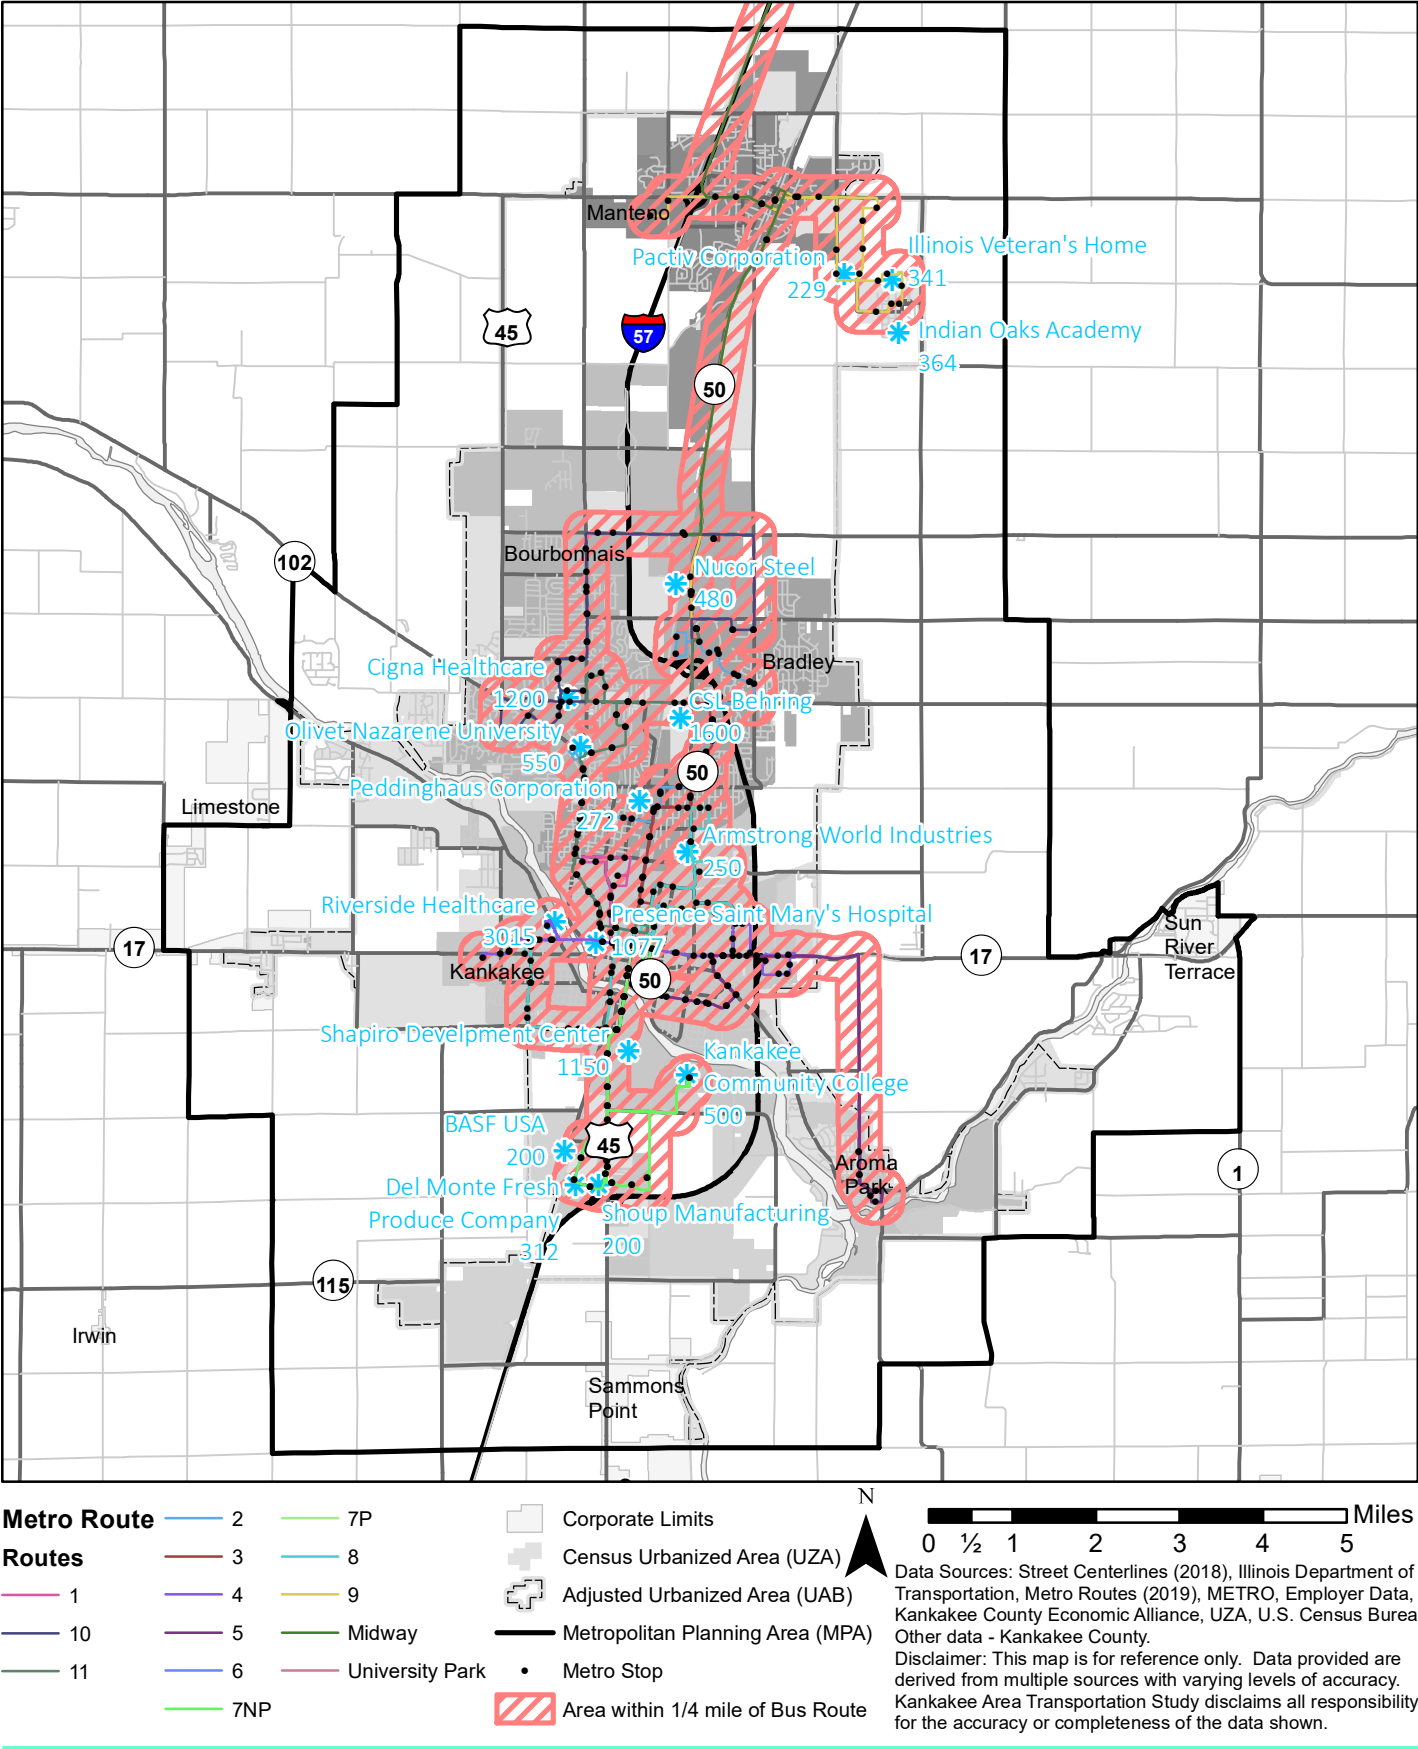 Manteno
Pactiv Corporation
229
Illinois Veteran's Home
341
Indian Oaks Academy
364
45
57
50
102
Bourbonnais
Nucor Steel
480
Bradley
Cigna Healthcare
1200
CSL Behring
1600
Olivet Nazarene University
550
50
Peddinghaus Corporation
272
Limestone
Armstrong World Industries
250
Riverside Healthcare
3015
Presence Saint Mary's Hospital
1077
17
Kankakee
50
17
Sun
River
Terrace
Shapiro Develpment Center
1150
Kankakee
Community College
500
BASF USA
200
45
Aroma
Park
1
Del Monte Fresh
Produce Company
312
Shoup Manufacturing
200
115
Irwin
Sammons
Point
Metro Route
Routes
1
10
11
2
3
4
5
6
7NP
7P
8
9
Midway
University Park
Corporate Limits
Census Urbanized Area (UZA)
Adjusted Urbanized Area (UAB)
Metropolitan Planning Area (MPA)
Metro Stop
Area within 1/4 mile of Bus Route
N
Miles
0 ½ 1 2 3 4 5
Data Sources: Street Centerlines (2018), Illinois Department of
Transportation, Metro Routes (2019), METRO, Employer Data,
Kankakee County Economic Alliance, UZA, U.S. Census Burea
Other data - Kankakee County.
Disclaimer: This map is for reference only. Data provided are
derived from multiple sources with varying levels of accuracy.
Kankakee Area Transportation Study disclaims all responsibility
for the accuracy or completeness of the data shown.